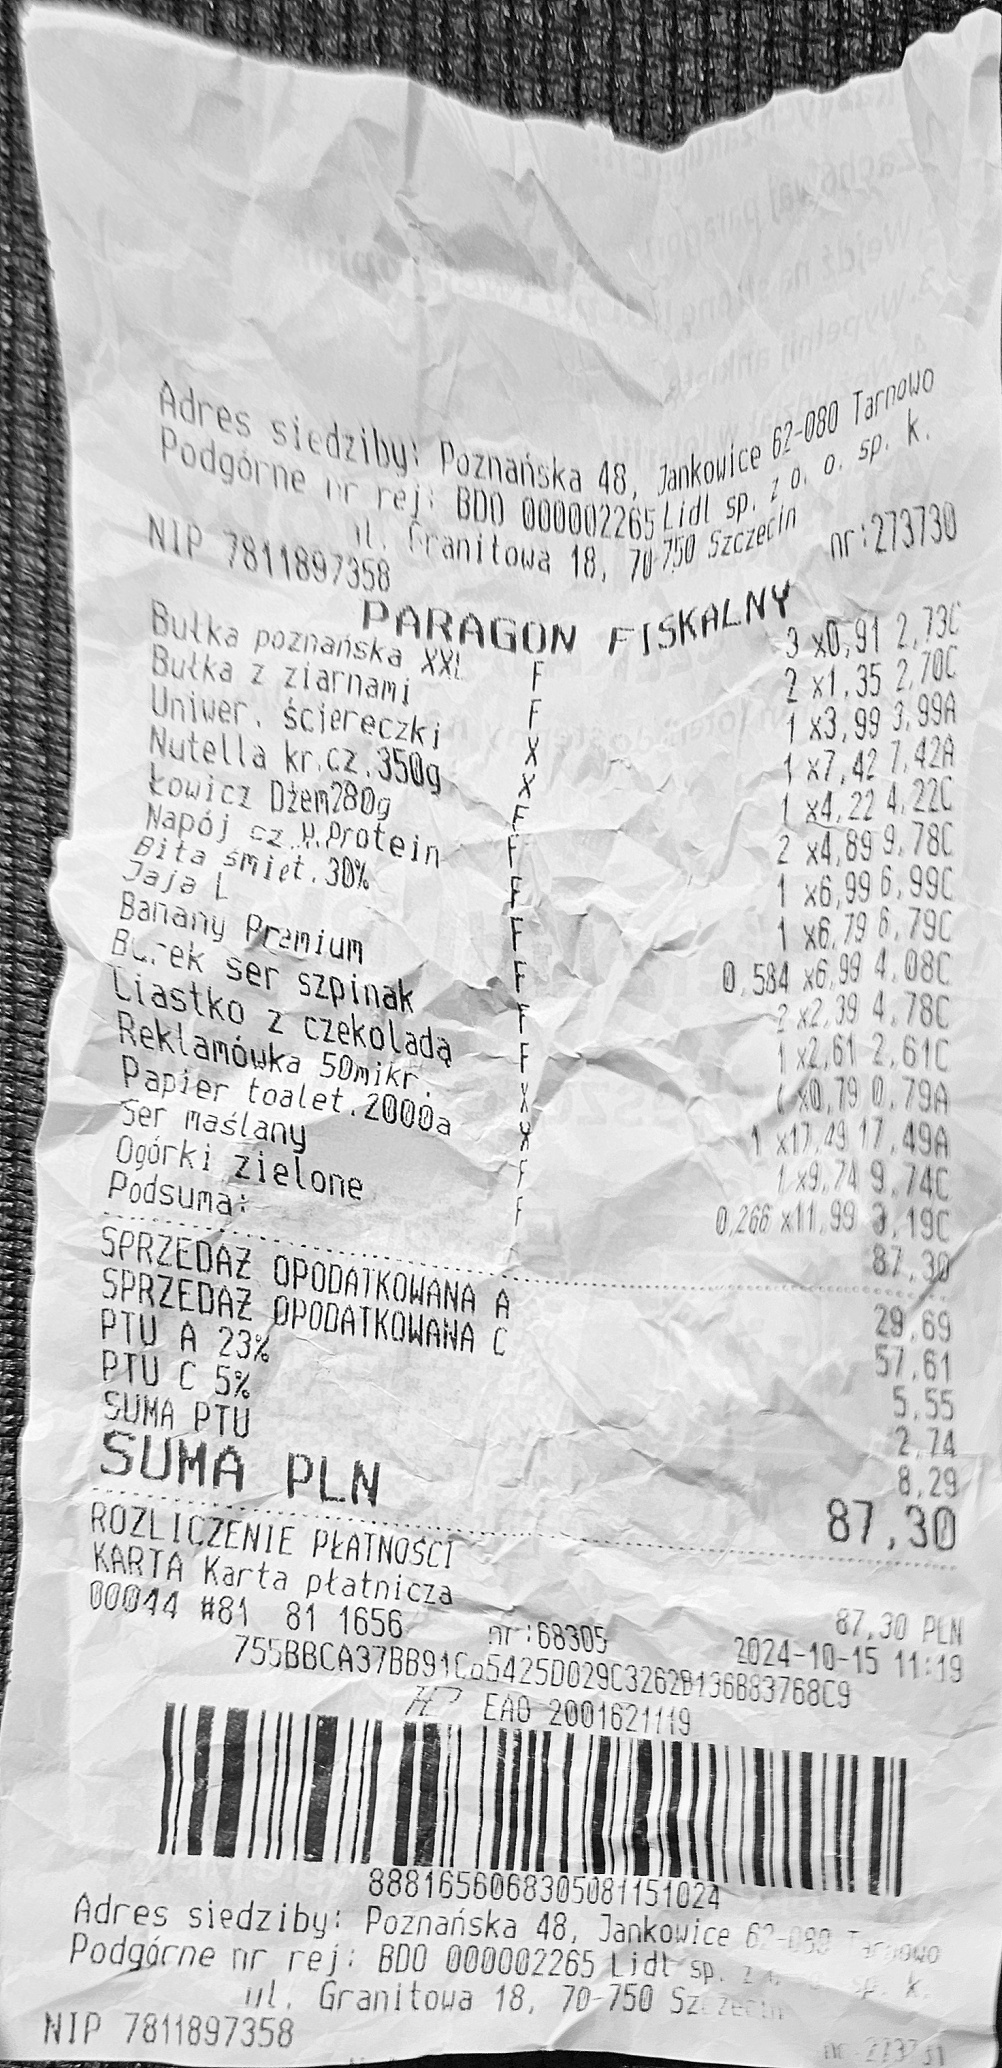 Adres siedziby: Poznańska 48, Jankowice 62-080 Tarnowo
Podgórne nr rej: BDO 000002265 Lidl sp. z o. o. sp. k.
ul. Granitowa 18, 70-750 Szczecin
NIP 7811897358 nr:273730
PARAGON FISKALNY
Bułka poznańska XXL F 3 x0,91 2,73C
Bułka z ziarnami F 2 x1,35 2,70C
Uniwer. ściereczki X 1 x3,99 3,99A
Nutella kr.cz.350g X 1 x7,42 7,42A
Łowicz Dżem280g F 1 x4,22 4,22C
Napój cz.W.Protein F 2 x4,89 9,78C
Bita śmiet.30% F 1 x6,99 6,99C
Jaja L F 1 x6,79 6,79C
Banany Premium F 0,584 x6,99 4,08C
Burek ser szpinak F 2 x2,39 4,78C
Ciastko z czekoladą F 1 x2,61 2,61C
Reklamówka 50mikr. X 1 x0,79 0,79A
Papier toalet.2000a X 1 x17,49 17,49A
Ser maślany F 1 x9,74 9,74C
Ogórki zielone F 0,266 x11,99 3,19C
Podsuma: 87,30
SPRZEDAŻ OPODATKOWANA A 29,69
SPRZEDAŻ OPODATKOWANA C 57,61
PTU A 23% 5,55
PTU C 5% 2,74
SUMA PTU 8,29
SUMA PLN 87,30
ROZLICZENIE PŁATNOŚCI
KARTA Karta płatnicza 87,30 PLN
00044 #81 81 1656 nr:68305 2024-10-15 11:19
EAO 2001621119
88816560683050811​51024
Adres siedziby: Poznańska 48, Jankowice 62-080 Tarnowo
Podgórne nr rej: BDO 000002265 Lidl sp. z o. o. sp. k.
ul. Granitowa 18, 70-750 Szczecin
NIP 7811897358